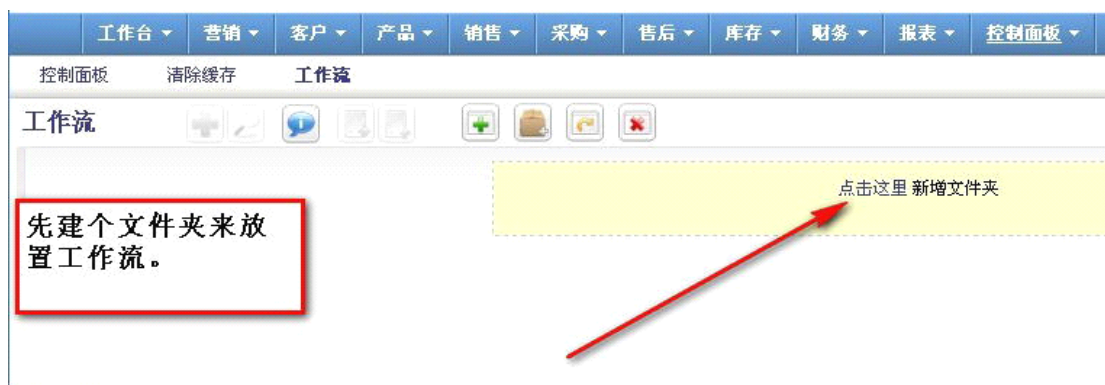 工作台 营销 客户 产品 销售 采购 售后 库存 财务 报表 控制面板
控制面板 清除缓存 工作流
工作流
点击这里 新增文件夹
先建个文件夹来放
置工作流。